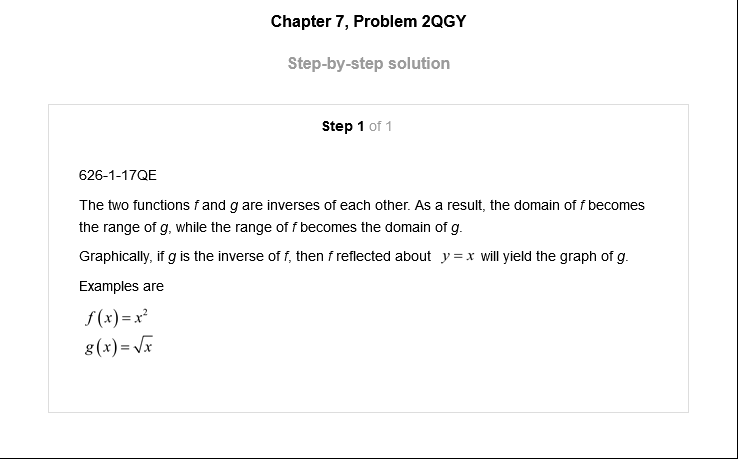 Chapter 7, Problem 2QGY
Step-by-step solution
Step 1 of 1
626-1-17QE
The two functions f and g are inverses of each other. As a result, the domain of f becomes
the range of g, while the range of f becomes the domain of g.
Graphically, if g is the inverse of f, then f reflected about y = x will yield the graph of g.
Examples are
f(x) = x²
g(x) = √x